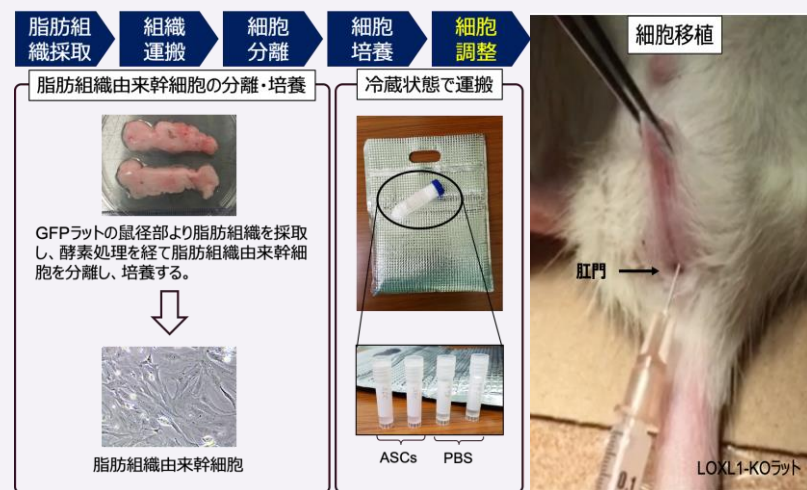 脂肪組
織採取
組織
運搬
細胞
分離
細胞
培養
細胞
調整
脂肪組織由来幹細胞の分離・培養
GFPラットの鼠径部より脂肪組織を採取
し、酵素処理を経て脂肪組織由来幹細
胞を分離し、培養する。
脂肪組織由来幹細胞
冷蔵状態で運搬
ASCs
PBS
細胞移植
肛門
0.1
LOXL1-KOラット